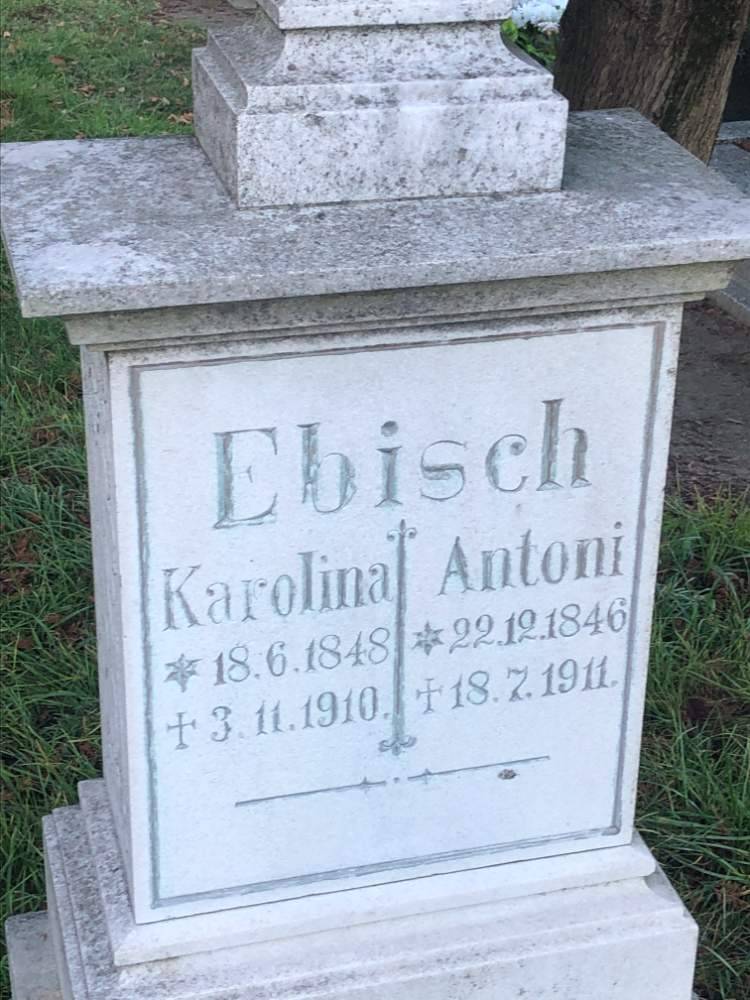 Ebisch
Karolina
* 18.6.1848
† 3.11.1910.
Antoni
* 22.12.1846
† 18.7.1911.